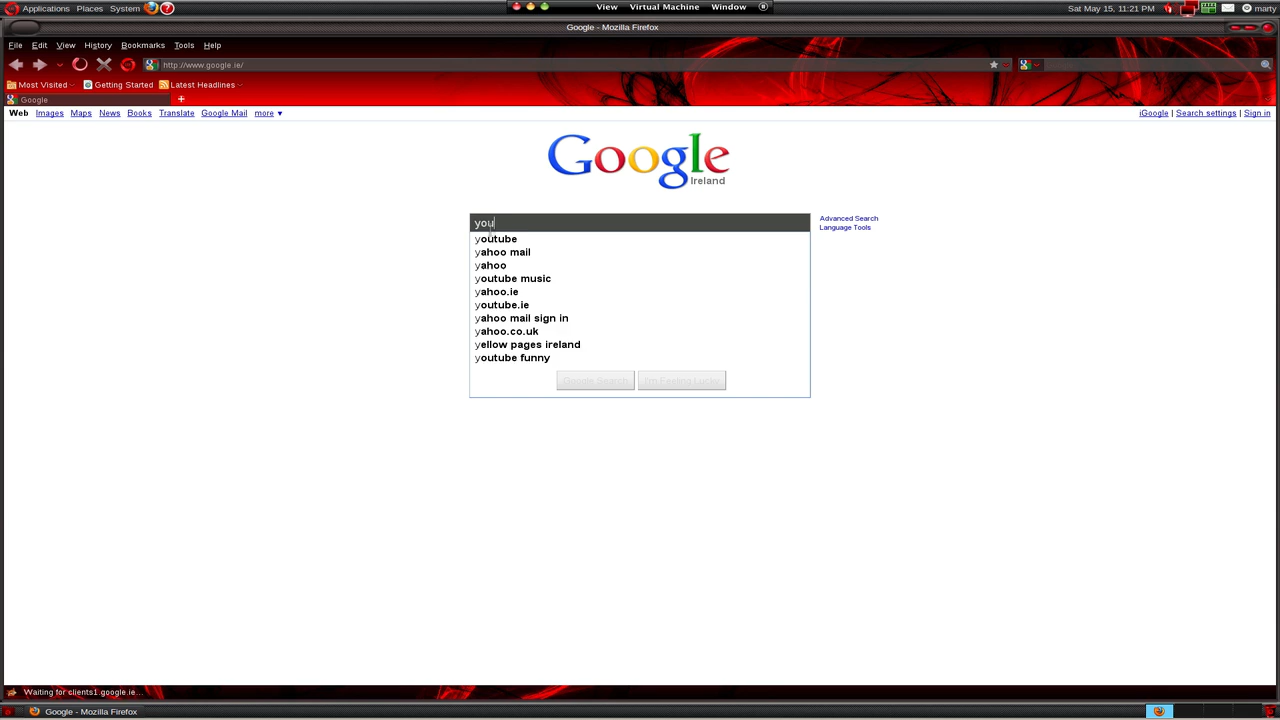 Applications Places System
View Virtual Machine Window
Sat May 15, 11:21 PM marty
Google - Mozilla Firefox
File Edit View History Bookmarks Tools Help
http://www.google.ie/
Most Visited Getting Started Latest Headlines
Google
Web Images Maps News Books Translate Google Mail more ▼
iGoogle | Search settings | Sign in
Google
Ireland
you
Advanced Search
Language Tools
youtube
yahoo mail
yahoo
youtube music
yahoo.ie
youtube.ie
yahoo mail sign in
yahoo.co.uk
yellow pages ireland
youtube funny
Google Search I'm Feeling Lucky
Waiting for clients1.google.ie...
Google - Mozilla Firefox